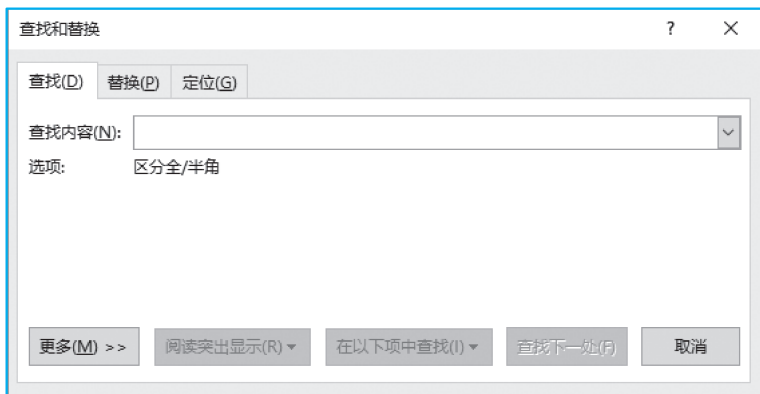 查找和替换 ? ×
查找(D) 替换(P) 定位(G)
查找内容(N):
选项: 区分全/半角
更多(M) >> 阅读突出显示(R) 在以下项中查找(I) 查找下一处(F) 取消